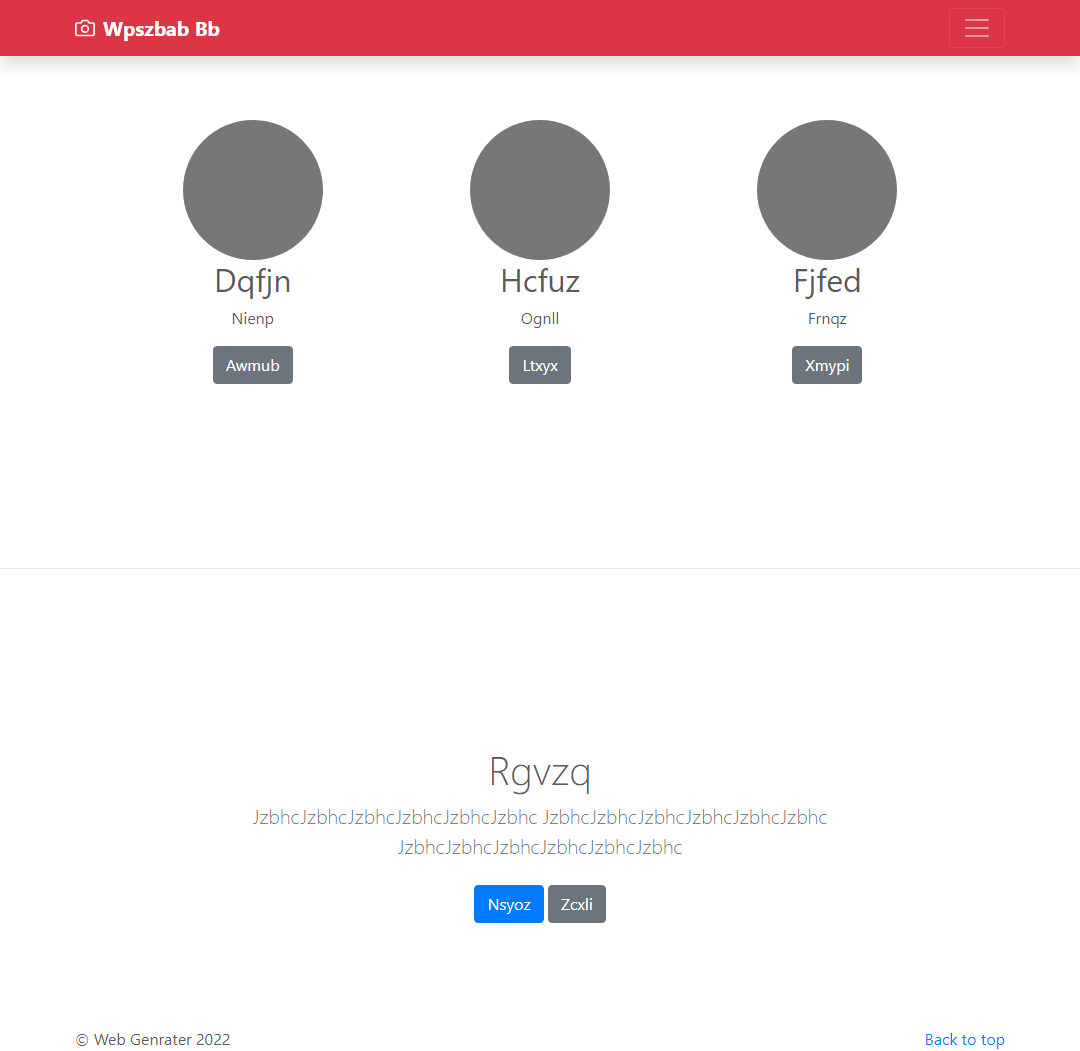 Wpszbab Bb
Dqfjn
Hcfuz
Fjfed
Nienp
Ognll
Frnqz
Awmub
Ltxyx
Xmypi
Rgvzq
JzbhcJzbhcJzbhcJzbhcJzbhcJzbhc JzbhcJzbhcJzbhcJzbhcJzbhcJzbhc
JzbhcJzbhcJzbhcJzbhcJzbhcJzbhc
Nsyoz Zcxli
© Web Genrater 2022
Back to top